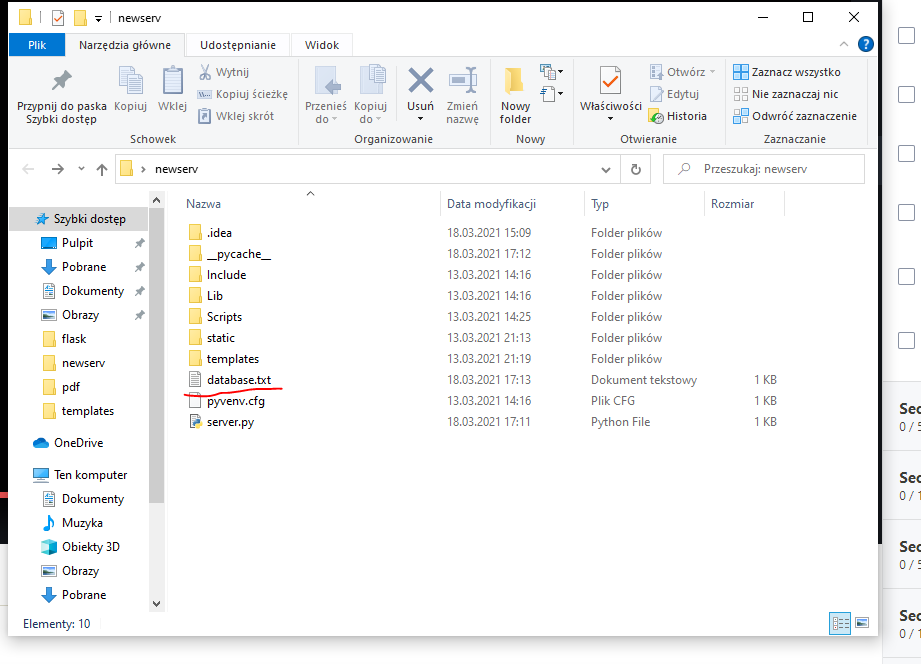 newserv
Plik Narzędzia główne Udostępnianie Widok
Przypnij do paska Szybki dostęp
Kopiuj
Wklej
Wytnij
Kopiuj ścieżkę
Wklej skrót
Schowek
Przenieś do
Kopiuj do
Usuń
Zmień nazwę
Organizowanie
Nowy folder
Nowy
Właściwości
Otwórz
Edytuj
Historia
Otwieranie
Zaznacz wszystko
Nie zaznaczaj nic
Odwróć zaznaczenie
Zaznaczanie
newserv
Przeszukaj: newserv
Szybki dostęp
Pulpit
Pobrane
Dokumenty
Obrazy
flask
newserv
pdf
templates
OneDrive
Ten komputer
Dokumenty
Muzyka
Obiekty 3D
Obrazy
Pobrane
Nazwa Data modyfikacji Typ Rozmiar
.idea 18.03.2021 15:09 Folder plików
__pycache__ 18.03.2021 17:12 Folder plików
Include 13.03.2021 14:16 Folder plików
Lib 13.03.2021 14:16 Folder plików
Scripts 13.03.2021 14:25 Folder plików
static 13.03.2021 21:13 Folder plików
templates 13.03.2021 21:19 Folder plików
database.txt 18.03.2021 17:13 Dokument tekstowy 1 KB
pyvenv.cfg 13.03.2021 14:16 Plik CFG 1 KB
server.py 18.03.2021 17:11 Python File 1 KB
Elementy: 10
Sec
0 / 5
Sec
0 / 1
Sec
0 / 5
Sec
0 / 1